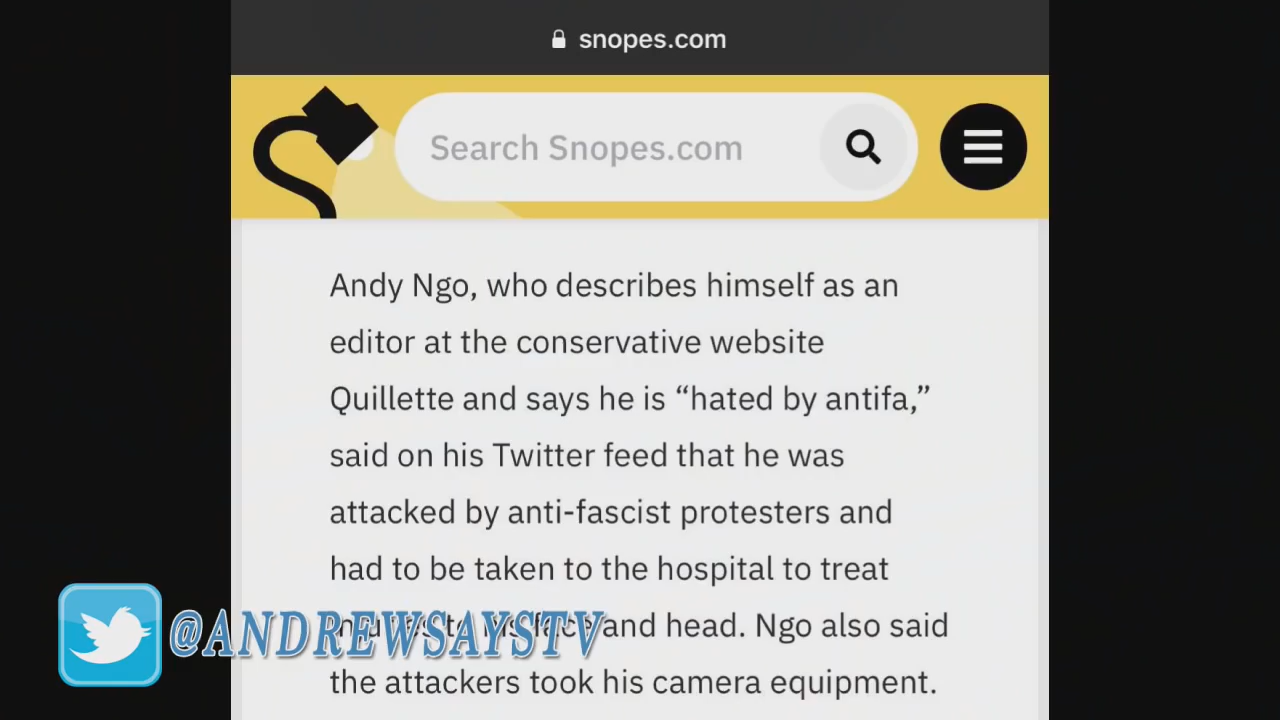 snopes.com
Search Snopes.com
Andy Ngo, who describes himself as an
editor at the conservative website
Quillette and says he is “hated by antifa,”
said on his Twitter feed that he was
attacked by anti-fascist protesters and
had to be taken to the hospital to treat
and head. Ngo also said
@ANDREWSAYSTV
the attackers took his camera equipment.